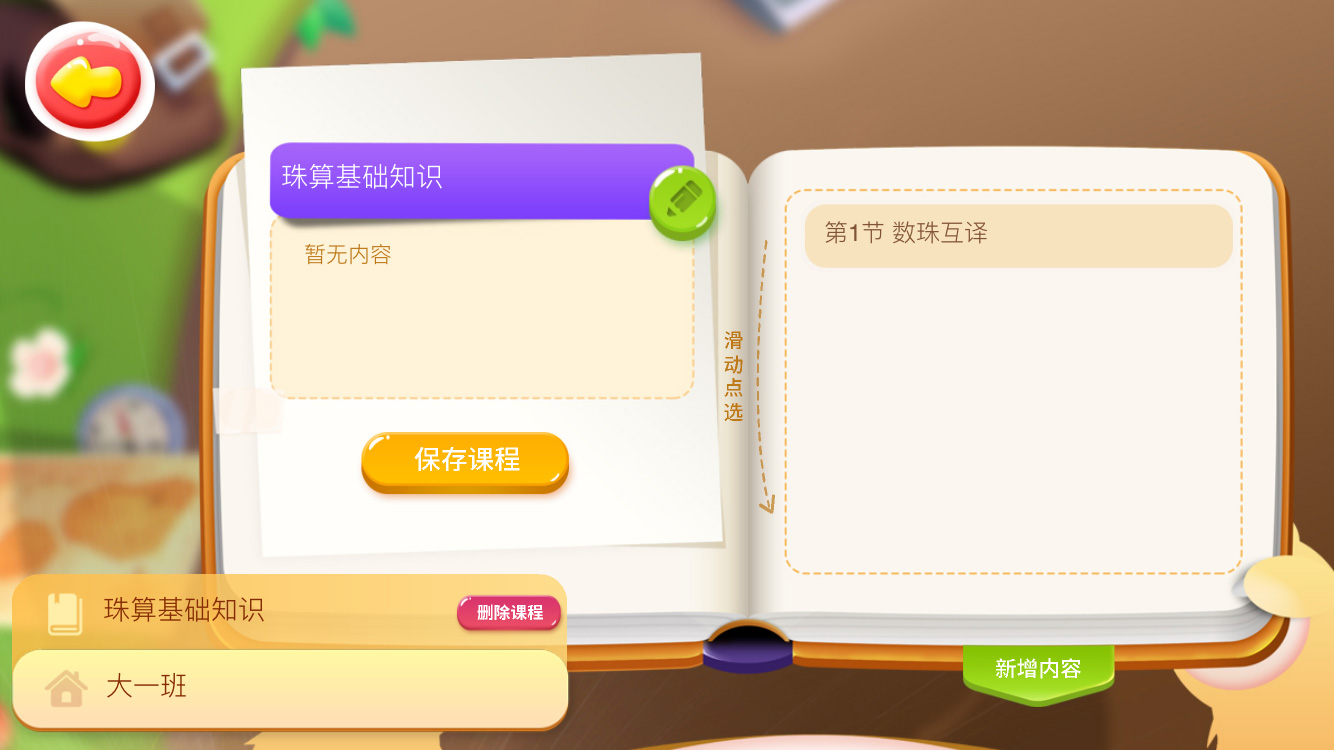 珠算基础知识
暂无内容
保存课程
滑动点选
第1节 数珠互译
珠算基础知识
删除课程
大一班
新增内容